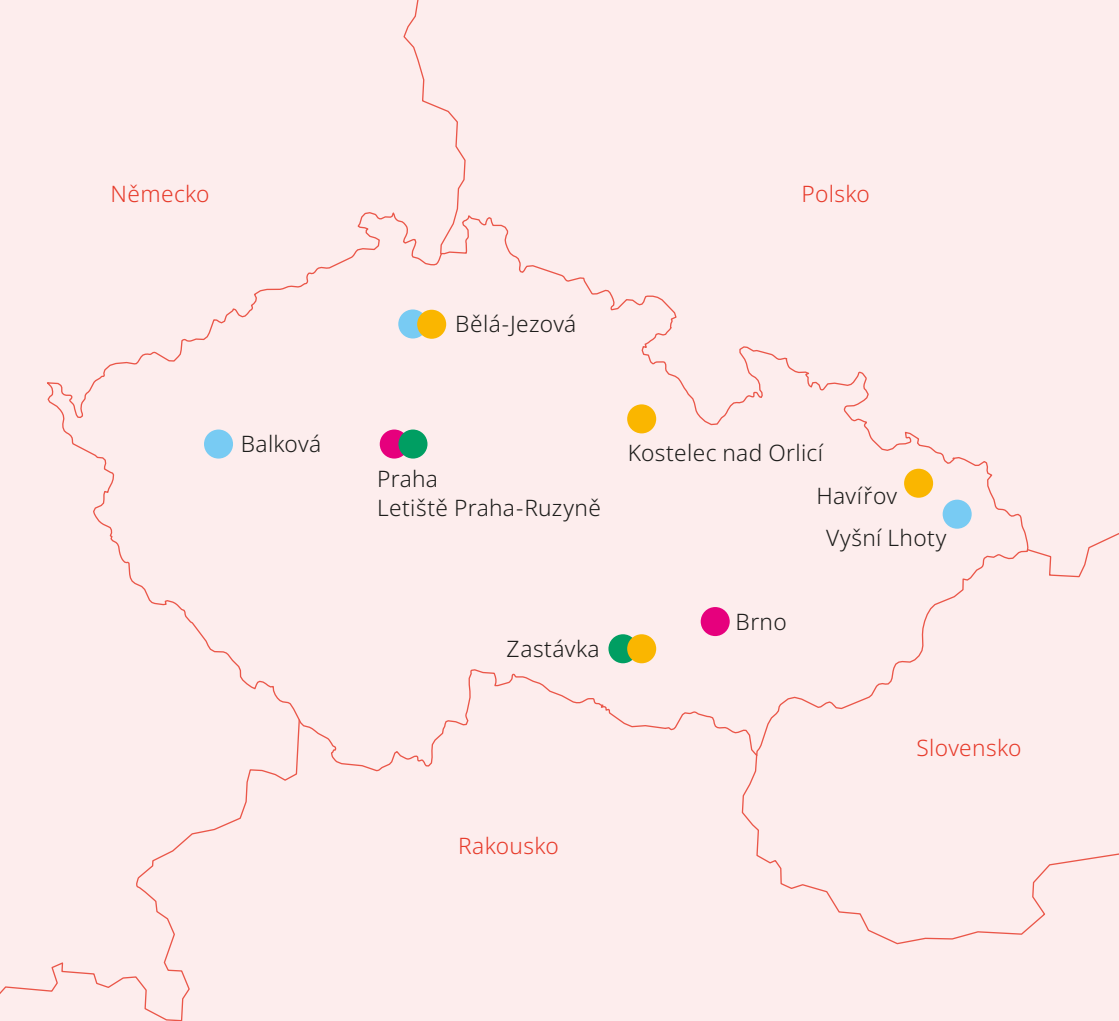 Německo
Polsko
Bělá-Jezová
Balková
Kostelec nad Orlicí
Praha
Letiště Praha-Ruzyně
Havířov
Vyšní Lhoty
Brno
Zastávka
Slovensko
Rakousko